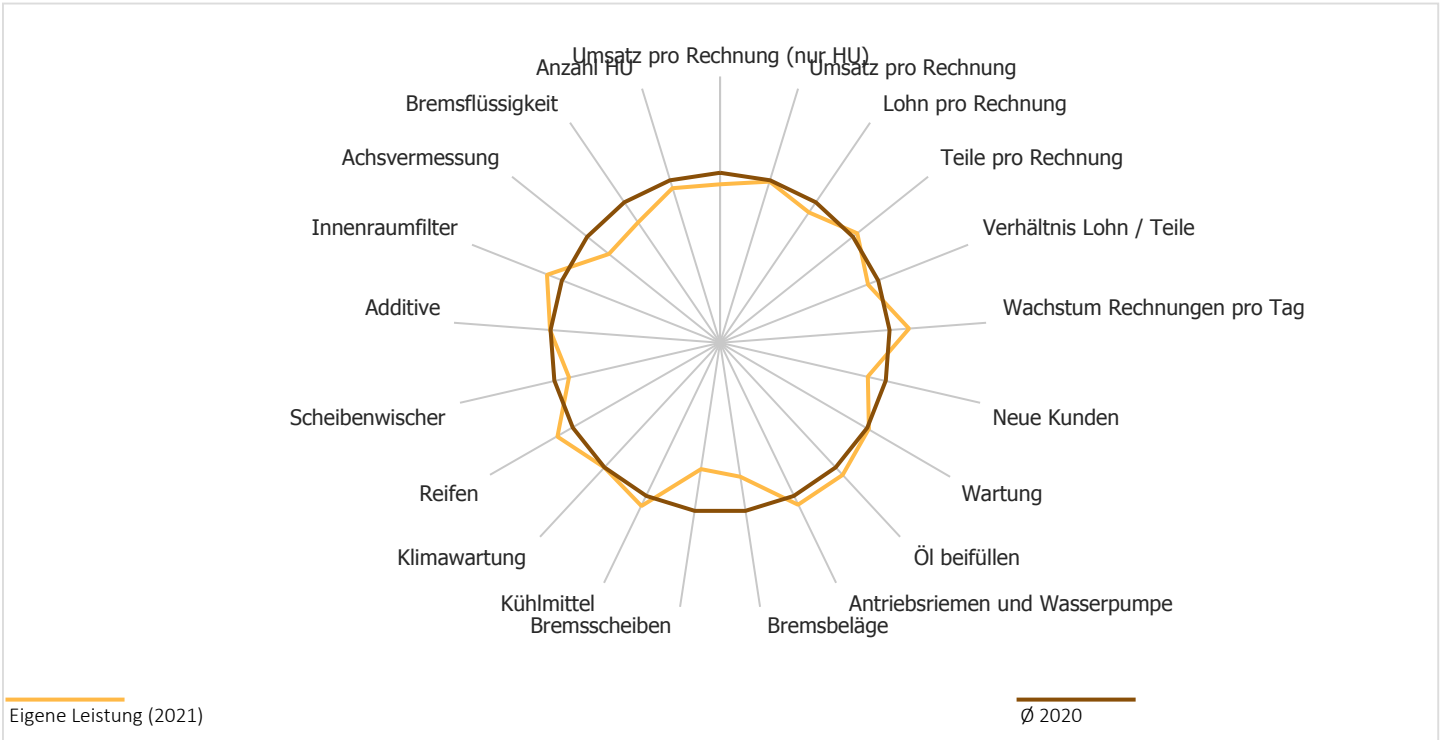 Umsatz pro Rechnung (nur HU)
Anzahl HU
Umsatz pro Rechnung
Bremsflüssigkeit
Lohn pro Rechnung
Achsvermessung
Teile pro Rechnung
Innenraumfilter
Verhältnis Lohn / Teile
Additive
Wachstum Rechnungen pro Tag
Scheibenwischer
Neue Kunden
Reifen
Wartung
Klimawartung
Öl beifüllen
Kühlmittel
Antriebsriemen und Wasserpumpe
Bremsscheiben
Bremsbeläge
Eigene Leistung (2021)
Ø 2020